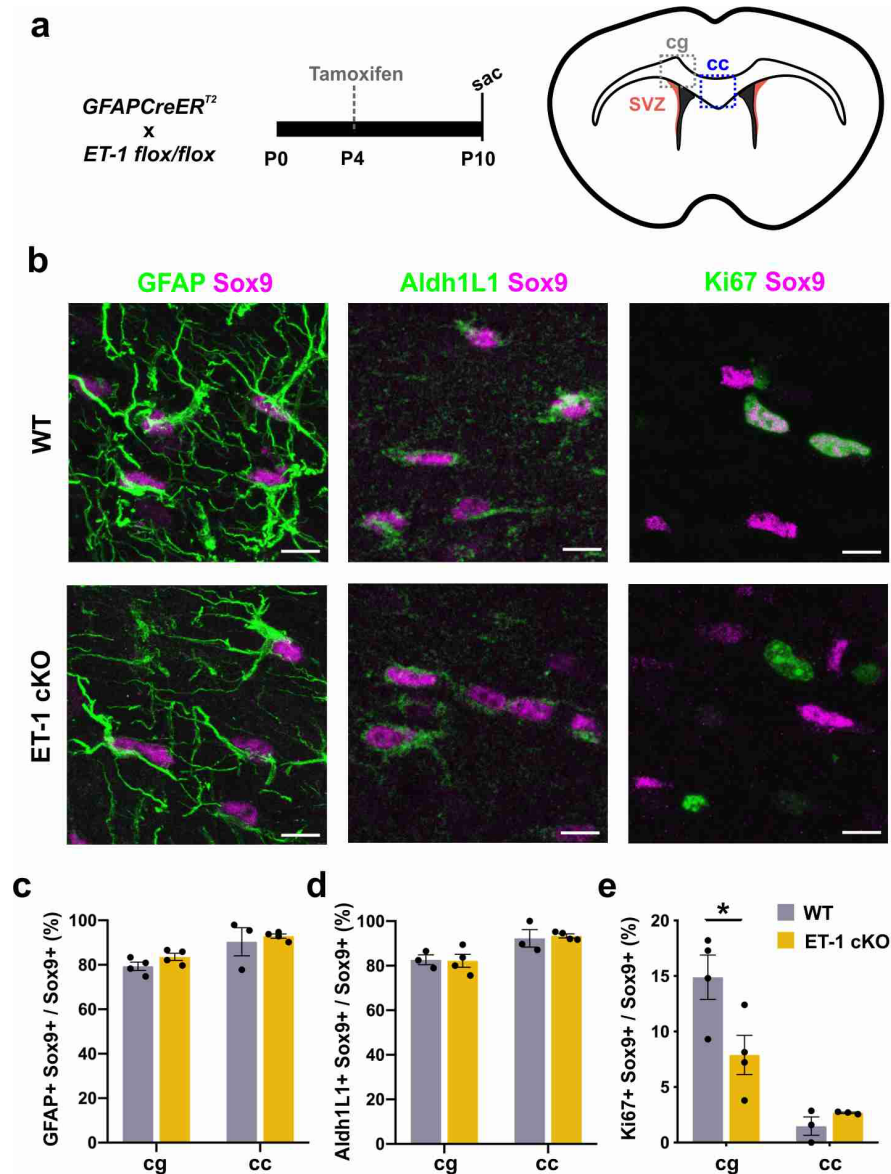 a
GFAPCreERT2
x
ET-1 flox/flox
Tamoxifen
sac
P0 P4 P10
cg
cc
SVZ
b
GFAP Sox9 Aldh1L1 Sox9 Ki67 Sox9
WT
ET-1 cKO
c
GFAP+ Sox9+ / Sox9+ (%)
100
80
60
40
20
0
cg cc
d
Aldh1L1+ Sox9+ / Sox9+ (%)
100
80
60
40
20
0
cg cc
e
Ki67+ Sox9+ / Sox9+ (%)
20
15
10
5
0
*
cg cc
WT
ET-1 cKO